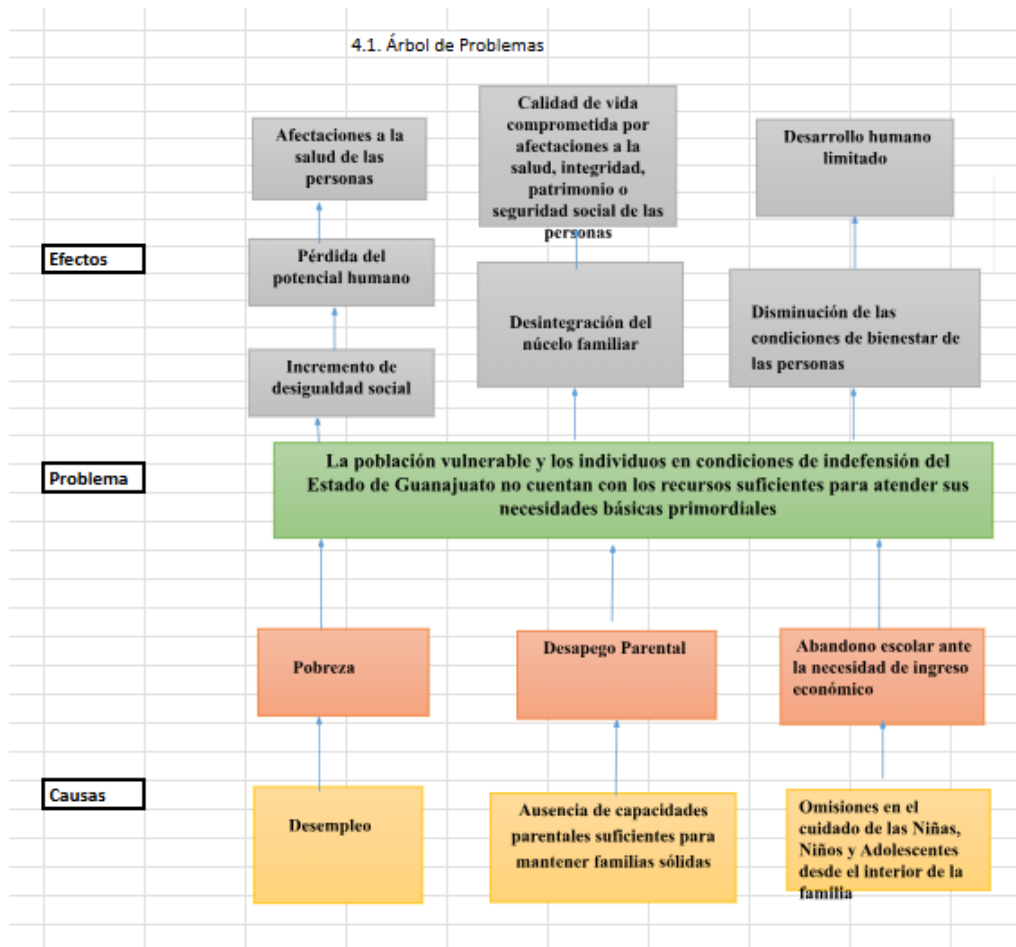 4.1. Árbol de Problemas
Afectaciones a la
salud de las
personas
Calidad de vida
comprometida por
afectaciones a la
salud, integridad,
patrimonio o
seguridad social de las
personas
Desarrollo humano
limitado
Efectos
Pérdida del
potencial humano
Desintegración del
núcelo familiar
Disminución de las
condiciones de bienestar de
las personas
Incremento de
desigualdad social
Problema
La población vulnerable y los individuos en condiciones de indefensión del
Estado de Guanajuato no cuentan con los recursos suficientes para atender sus
necesidades básicas primordiales
Pobreza
Desapego Parental
Abandono escolar ante
la necesidad de ingreso
económico
Causas
Desempleo
Ausencia de capacidades
parentales suficientes para
mantener familias sólidas
Omisiones en el
cuidado de las Niñas,
Niños y Adolescentes
desde el interior de la
familia